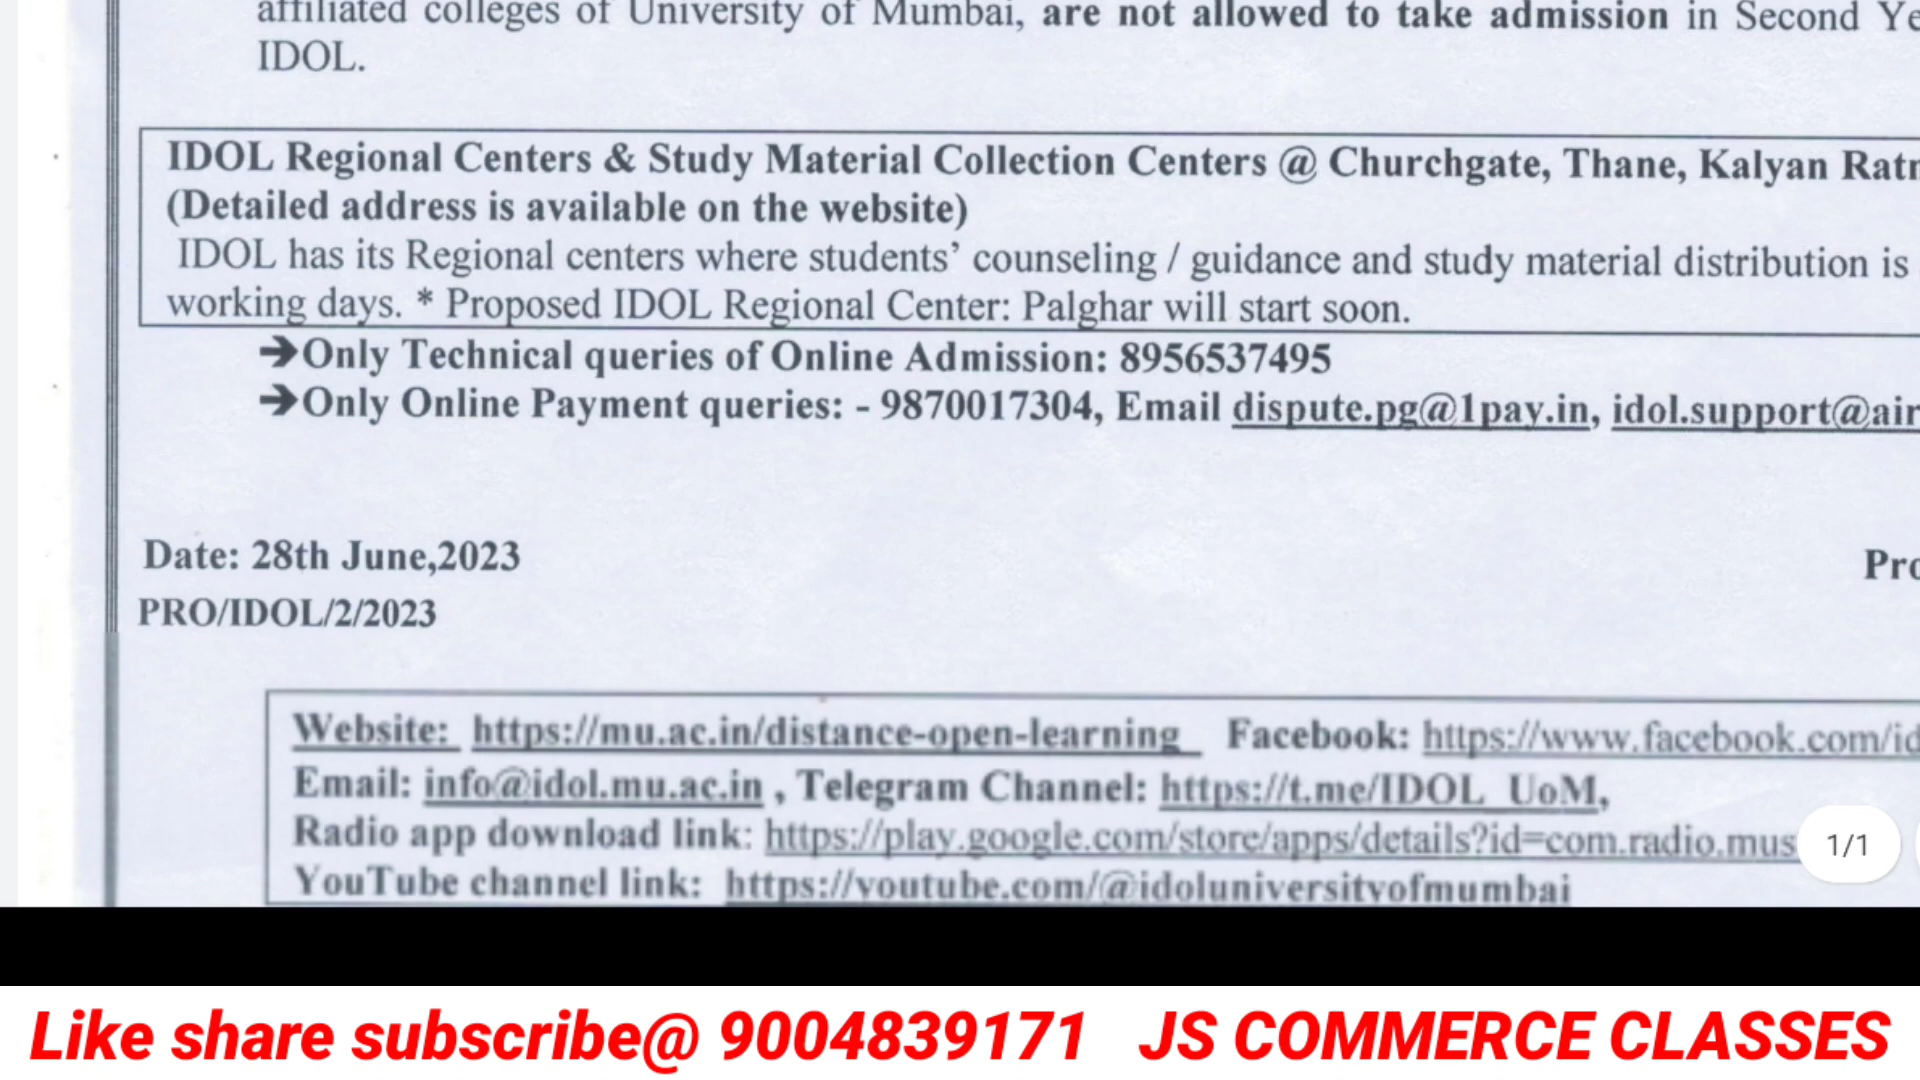 affiliated colleges of University of Mumbai, are not allowed to take admission in Second Ye
IDOL.
IDOL Regional Centers & Study Material Collection Centers @ Churchgate, Thane, Kalyan Ratn
(Detailed address is available on the website)
IDOL has its Regional centers where students’ counseling / guidance and study material distribution is
working days. * Proposed IDOL Regional Center: Palghar will start soon.
➔Only Technical queries of Online Admission: 8956537495
➔Only Online Payment queries: - 9870017304, Email dispute.pg@1pay.in, idol.support@air
Date: 28th June,2023
Pro
PRO/IDOL/2/2023
Website: https://mu.ac.in/distance-open-learning Facebook: https://www.facebook.com/id
Email: info@idol.mu.ac.in , Telegram Channel: https://t.me/IDOL_UoM,
Radio app download link: https://play.google.com/store/apps/details?id=com.radio.mus
1/1
YouTube channel link: https://youtube.com/@idoluniversityofmumbai
Like share subscribe@ 9004839171 JS COMMERCE CLASSES